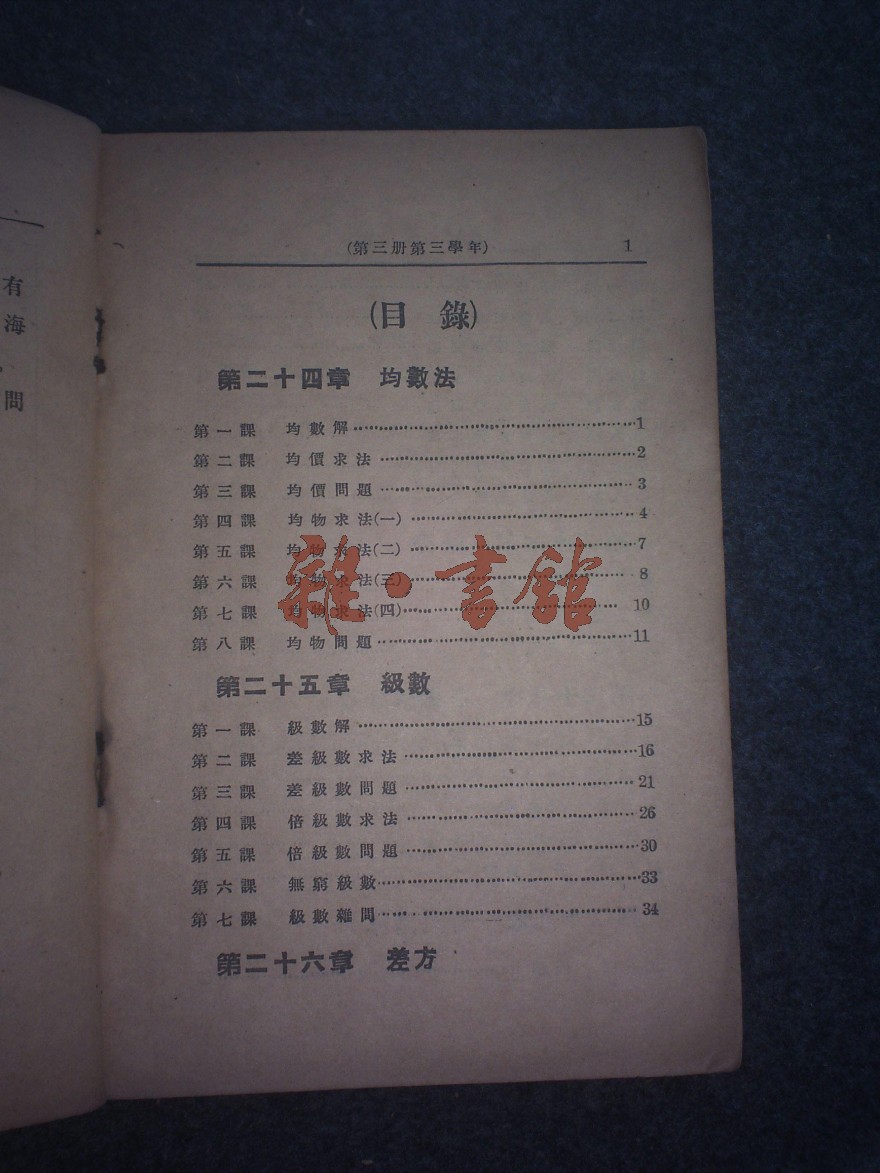 (第三册第三學年) 1
(目 錄)
第二十四章 均數法
第一課 均數解……1
第二課 均價求法……2
第三課 均價問題……3
第四課 均物求法(一)……4
第五課 均物求法(二)……7
第六課 均物求法(三)……8
第七課 均物求法(四)……10
第八課 均物問題……11
第二十五章 級數
第一課 級數解……15
第二課 差級數求法……16
第三課 差級數問題……21
第四課 倍級數求法……26
第五課 倍級數問題……30
第六課 無窮級數……33
第七課 級數雜問……34
第二十六章 差方
有
海
問
雜·書館